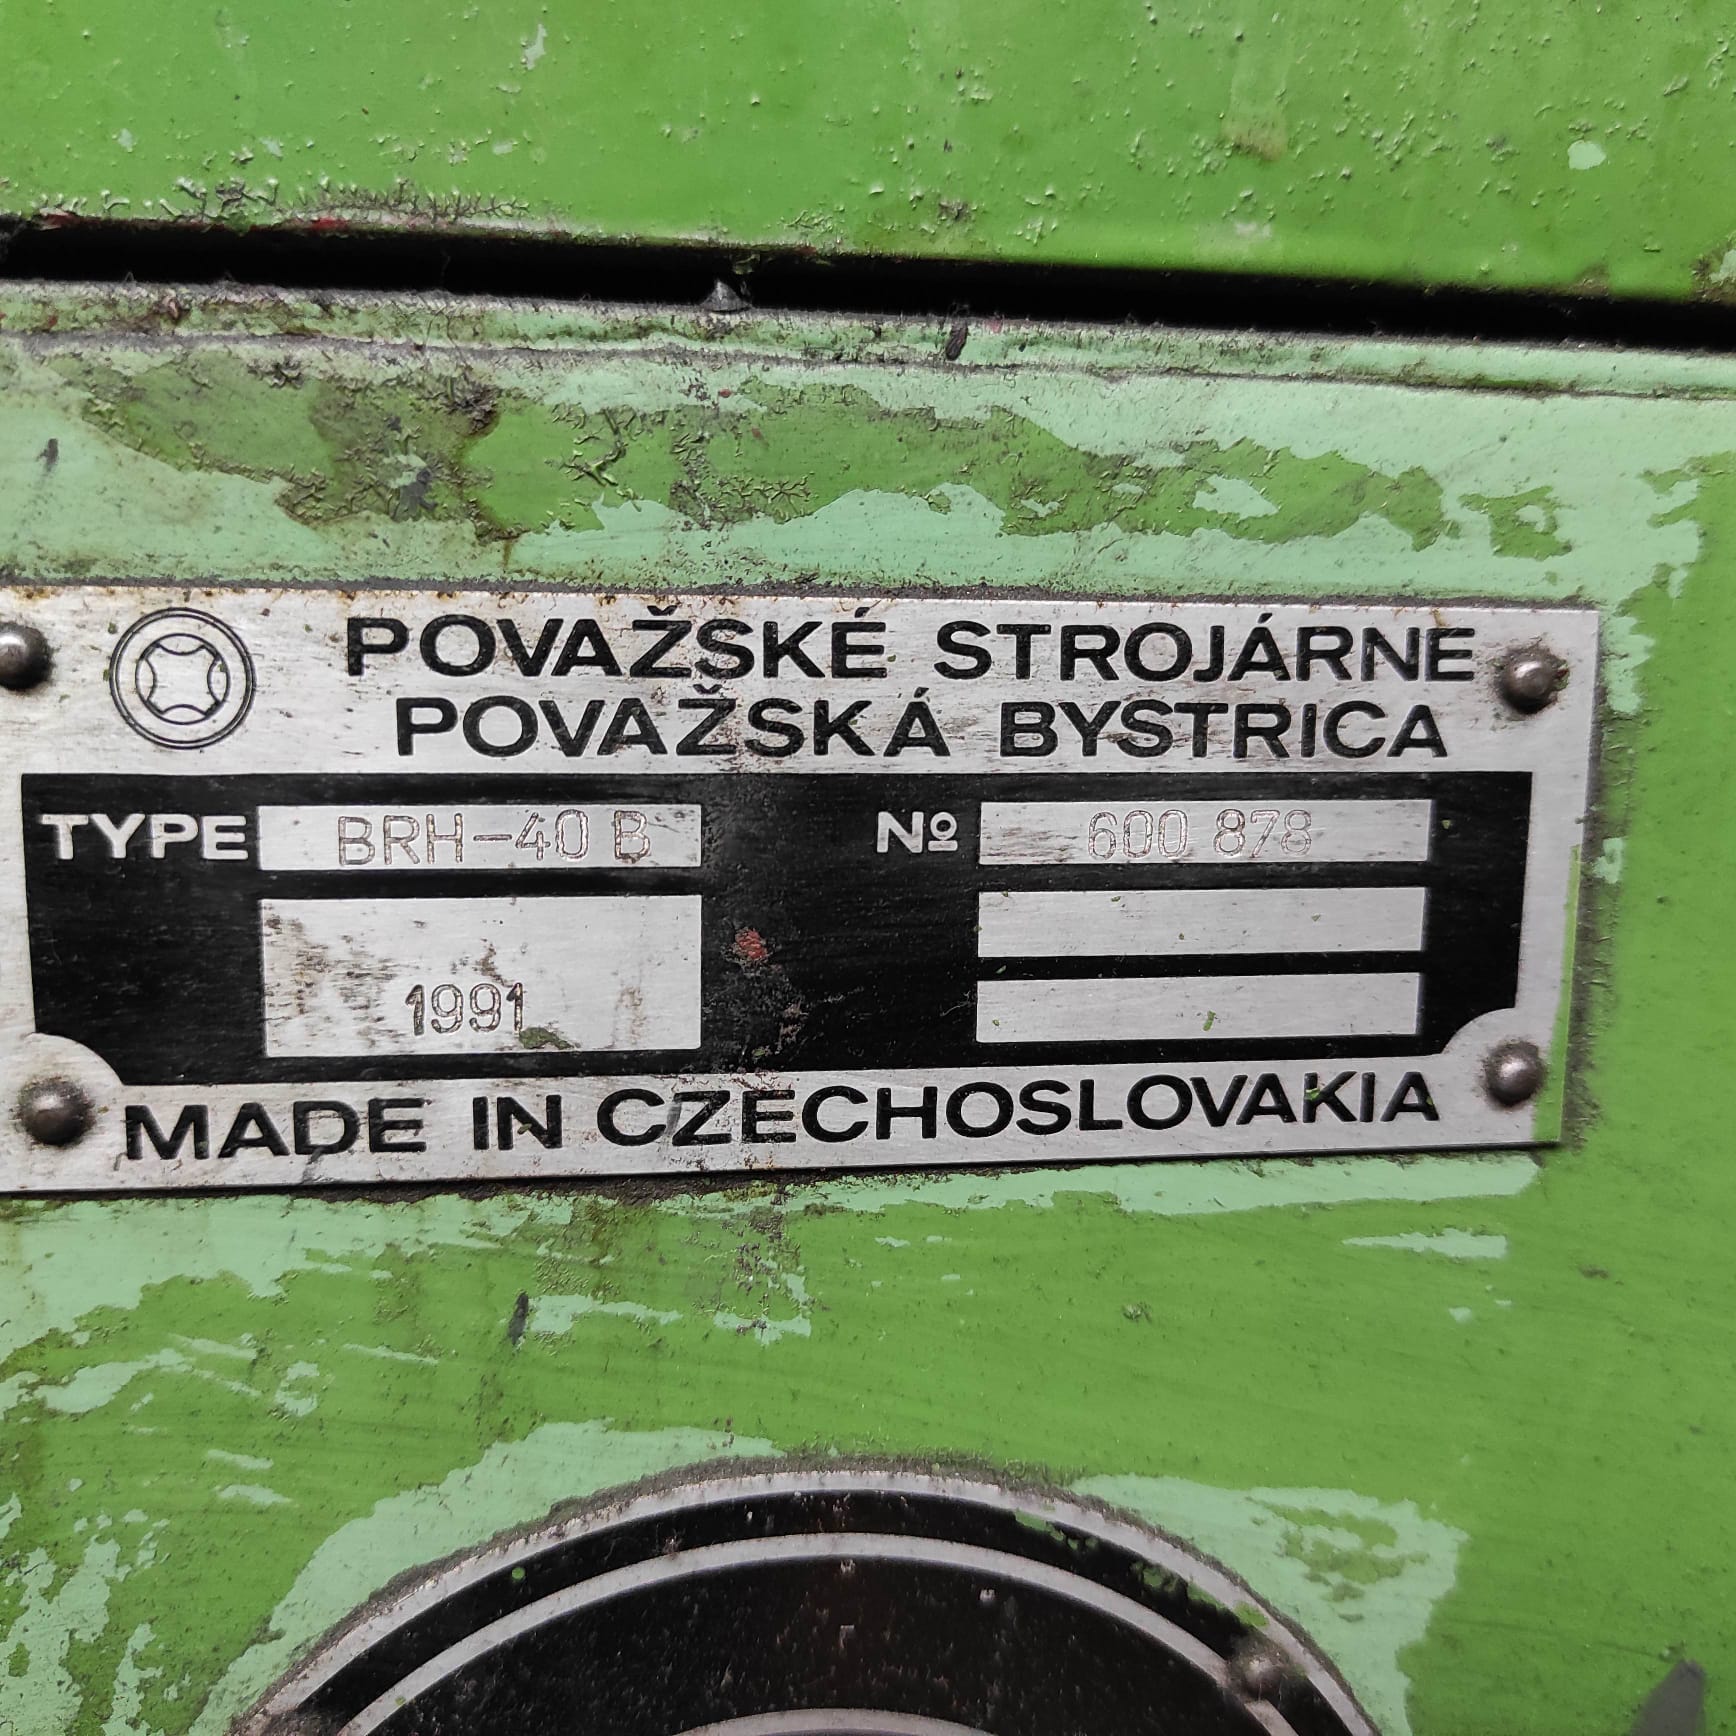 POVAŽSKÉ STROJÁRNE
POVAŽSKÁ BYSTRICA
TYPE BRH-40 B № 600 878
1991
MADE IN CZECHOSLOVAKIA